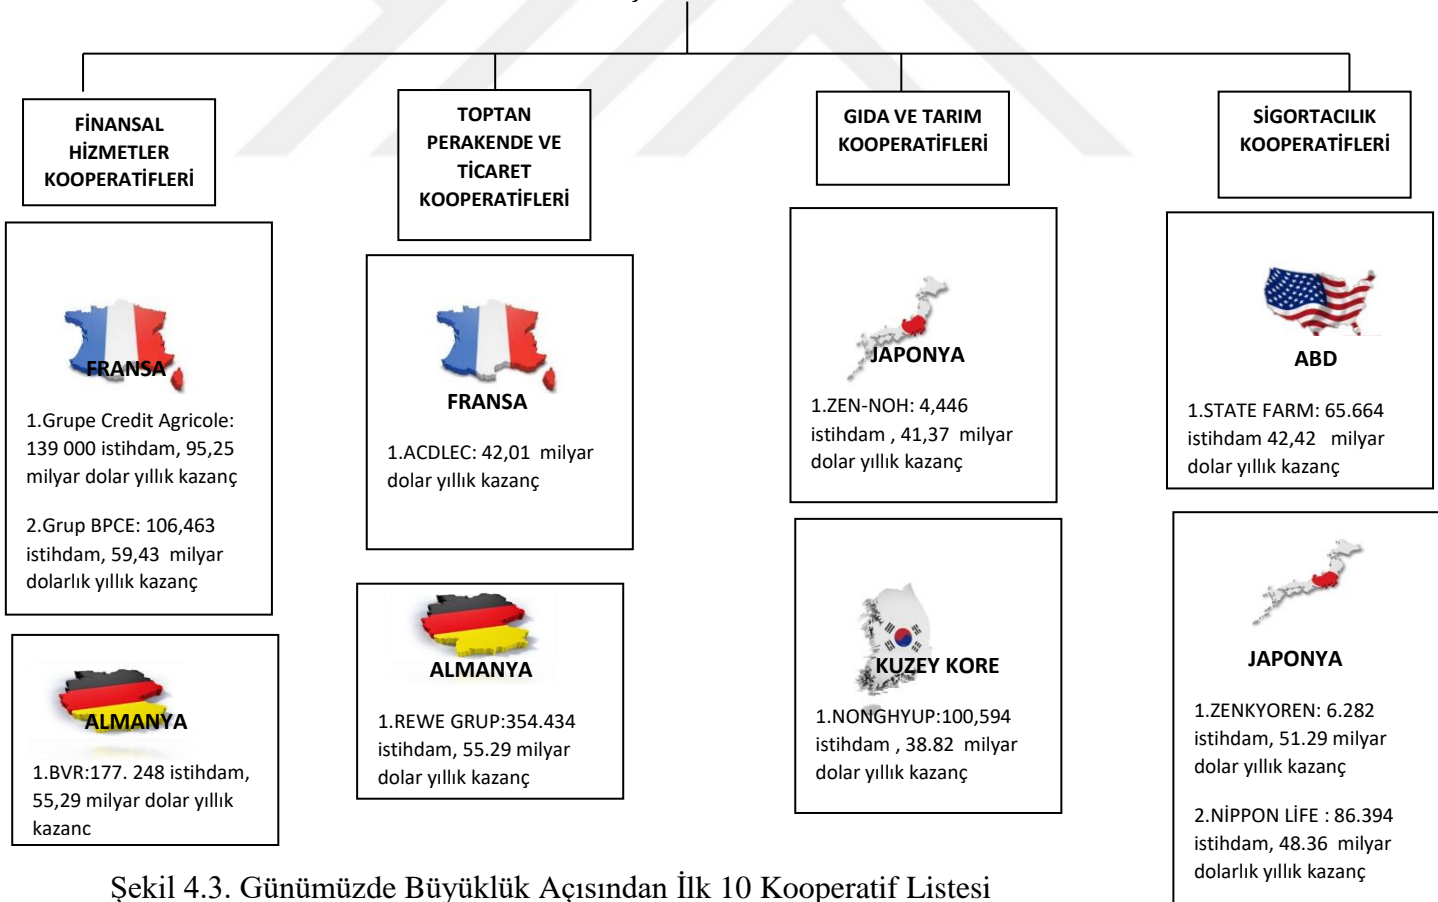 FİNANSAL
HİZMETLER
KOOPERATİFLERİ
FRANSA
1.Grupe Credit Agricole:
139 000 istihdam, 95,25
milyar dolar yıllık kazanç
2.Grup BPCE: 106,463
istihdam, 59,43 milyar
dolarlık yıllık kazanç
ALMANYA
1.BVR:177. 248 istihdam,
55,29 milyar dolar yıllık
kazanç
TOPTAN
PERAKENDE VE
TİCARET
KOOPERATİFLERİ
FRANSA
1.ACDLEC: 42,01 milyar
dolar yıllık kazanç
ALMANYA
1.REWE GRUP:354.434
istihdam, 55.29 milyar
dolar yıllık kazanç
GIDA VE TARIM
KOOPERATİFLERİ
JAPONYA
1.ZEN-NOH: 4,446
istihdam , 41,37 milyar
dolar yıllık kazanç
KUZEY KORE
1.NONGHYUP:100,594
istihdam , 38.82 milyar
dolar yıllık kazanç
SİGORTACILIK
KOOPERATİFLERİ
ABD
1.STATE FARM: 65.664
istihdam 42,42 milyar
dolar yıllık kazanç
JAPONYA
1.ZENKYOREN: 6.282
istihdam, 51.29 milyar
dolar yıllık kazanç
2.NİPPON LİFE : 86.394
istihdam, 48.36 milyar
dolarlık yıllık kazanç
Şekil 4.3. Günümüzde Büyüklük Açısından İlk 10 Kooperatif Listesi